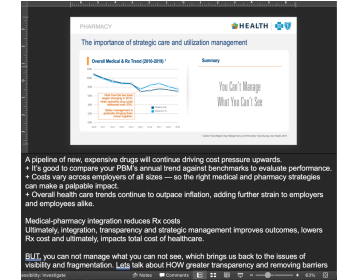 PHARMACY
HEALTH
The importance of strategic care and utilization management
Overall Medical & Rx Trend (2010-2018)
Summary
You Can't Manage
What You Can't See
A pipeline of new, expensive drugs will continue driving cost pressure upwards.
+ It's good to compare your PBM's annual trend against benchmarks to evaluate performance.
+ Costs vary across employers of all sizes — so the right medical and pharmacy strategies
can make a palpable impact.
+ Overall health care trends continue to outpace inflation, adding further strain to employers
and employees alike.
Medical-pharmacy integration reduces Rx costs
Ultimately, integration, transparency and strategic management improves outcomes, lowers
Rx cost and ultimately, impacts total cost of healthcare.
BUT, you can not manage what you can not see, which brings us back to the issues of
visibility and fragmentation. Lets talk about HOW greater transparency and removing barriers
Accessibility: Investigate
Notes
Comments
63%